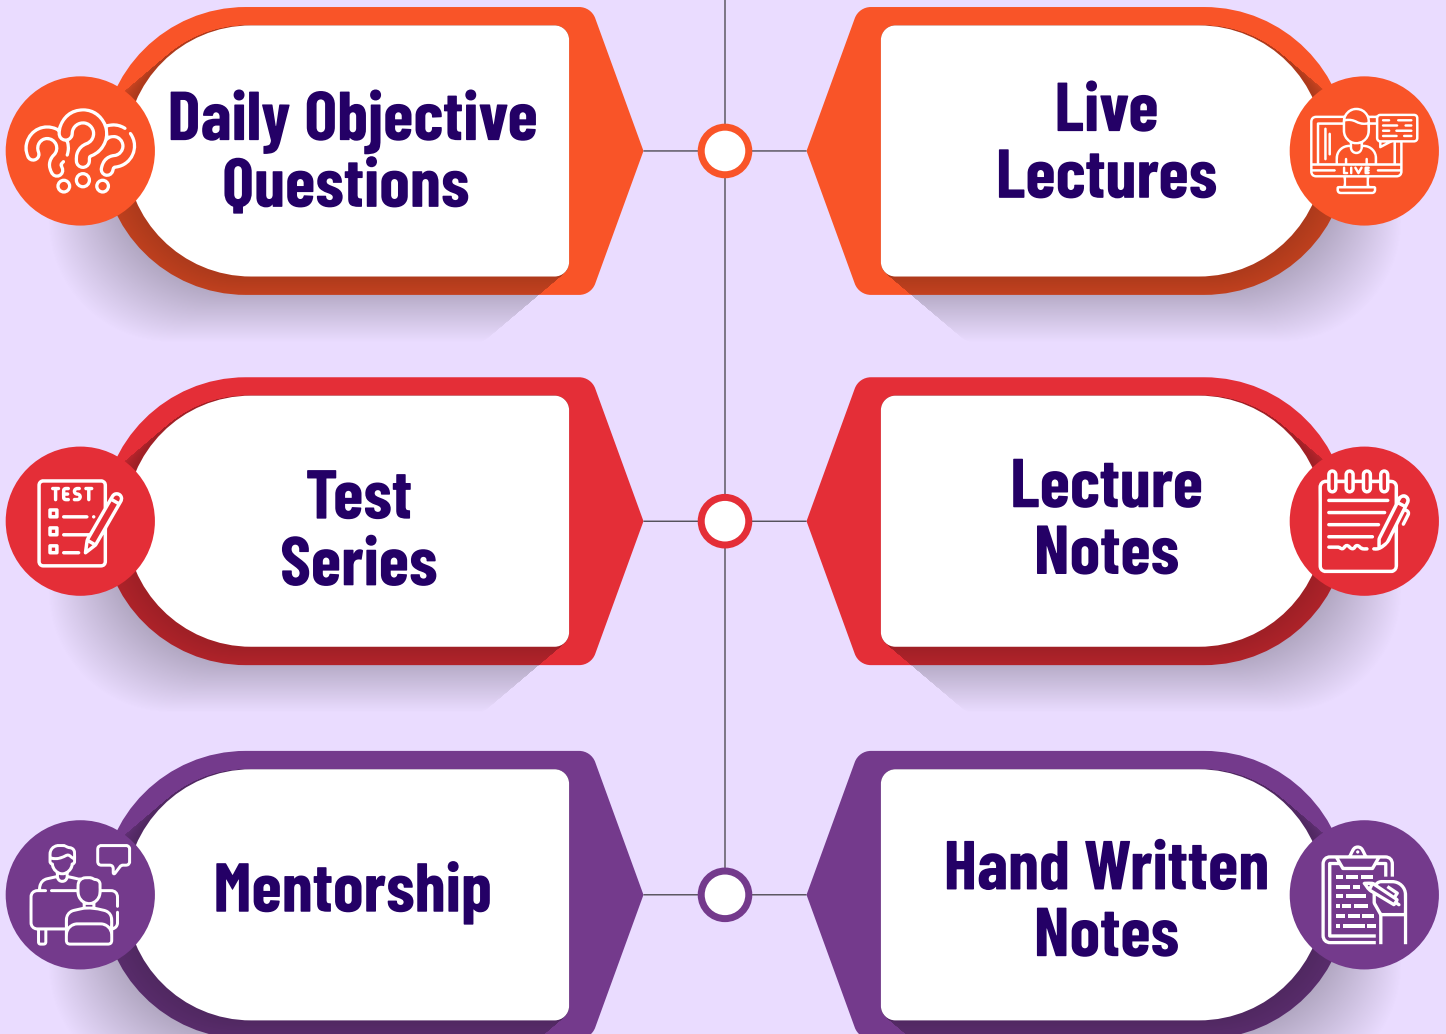 Daily Objective
Questions
Live
Lectures
LIVE
Test
Series
TEST
Lecture
Notes
Mentorship
Hand Written
Notes